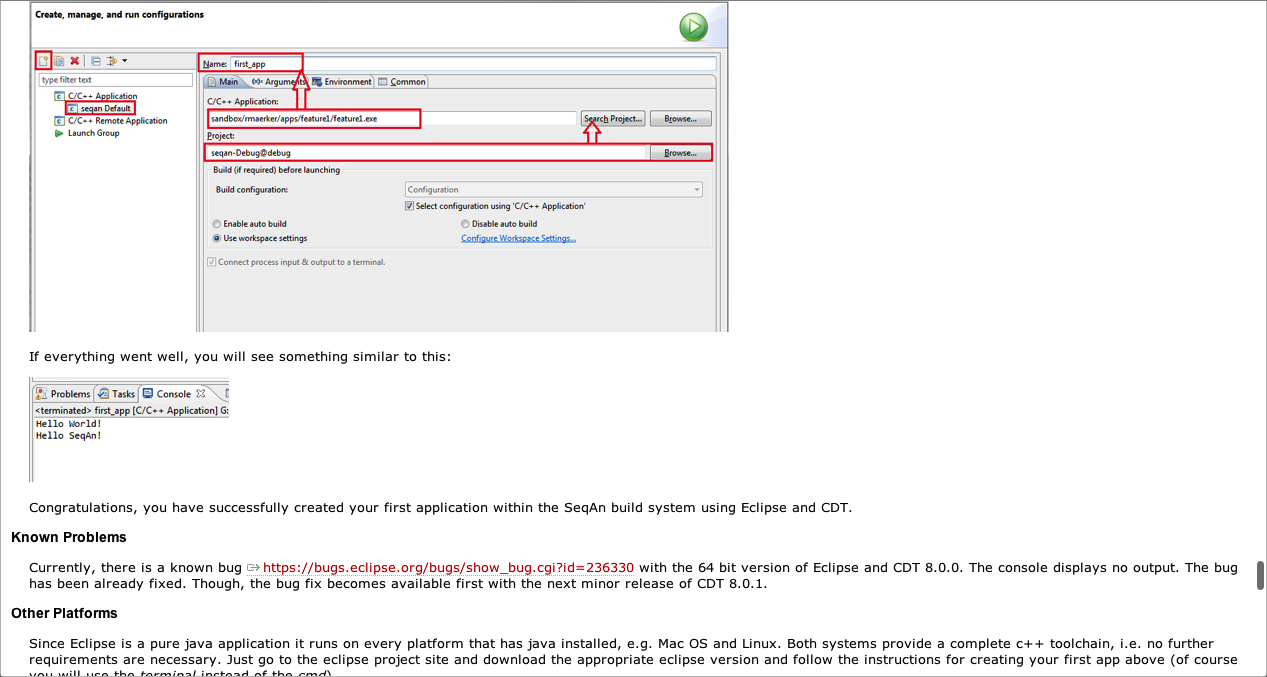 Create, manage, and run configurations
Name: first_app
type filter text
Main Arguments Environment Common
C/C++ Application
seqan Default
C/C++ Remote Application
Launch Group
C/C++ Application:
sandbox/rmaerker/apps/feature1/feature1.exe Search Project... Browse...
Project:
seqan-Debug@debug Browse...
Build (if required) before launching
Build configuration: Configuration
Select configuration using 'C/C++ Application'
Enable auto build Disable auto build
Use workspace settings Configure Workspace Settings...
Connect process input & output to a terminal.
If everything went well, you will see something similar to this:
Problems Tasks Console
<terminated> first_app [C/C++ Application] G:
Hello World!
Hello SeqAn!
Congratulations, you have successfully created your first application within the SeqAn build system using Eclipse and CDT.
Known Problems
Currently, there is a known bug https://bugs.eclipse.org/bugs/show_bug.cgi?id=236330 with the 64 bit version of Eclipse and CDT 8.0.0. The console displays no output. The bug
has been already fixed. Though, the bug fix becomes available first with the next minor release of CDT 8.0.1.
Other Platforms
Since Eclipse is a pure java application it runs on every platform that has java installed, e.g. Mac OS and Linux. Both systems provide a complete c++ toolchain, i.e. no further
requirements are necessary. Just go to the eclipse project site and download the appropriate eclipse version and follow the instructions for creating your first app above (of course
you will use the terminal instead of the cmd)